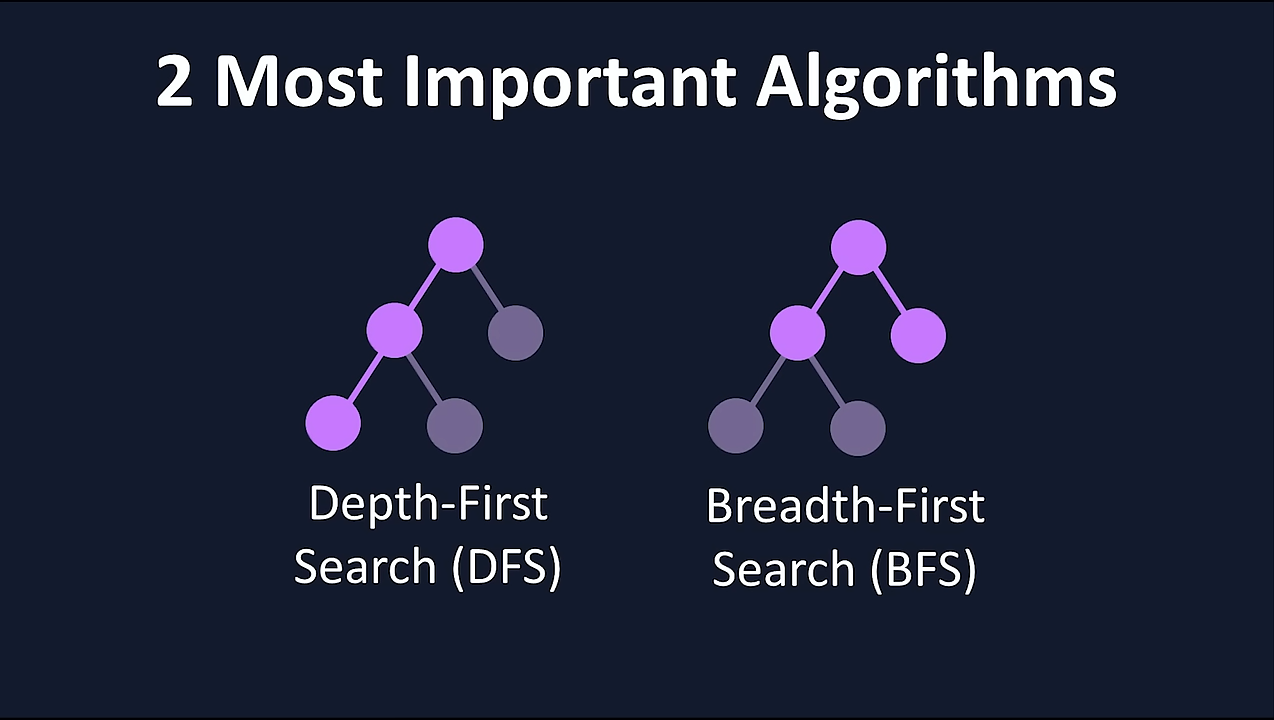 2 Most Important Algorithms
Depth-First
Search (DFS)
Breadth-First
Search (BFS)